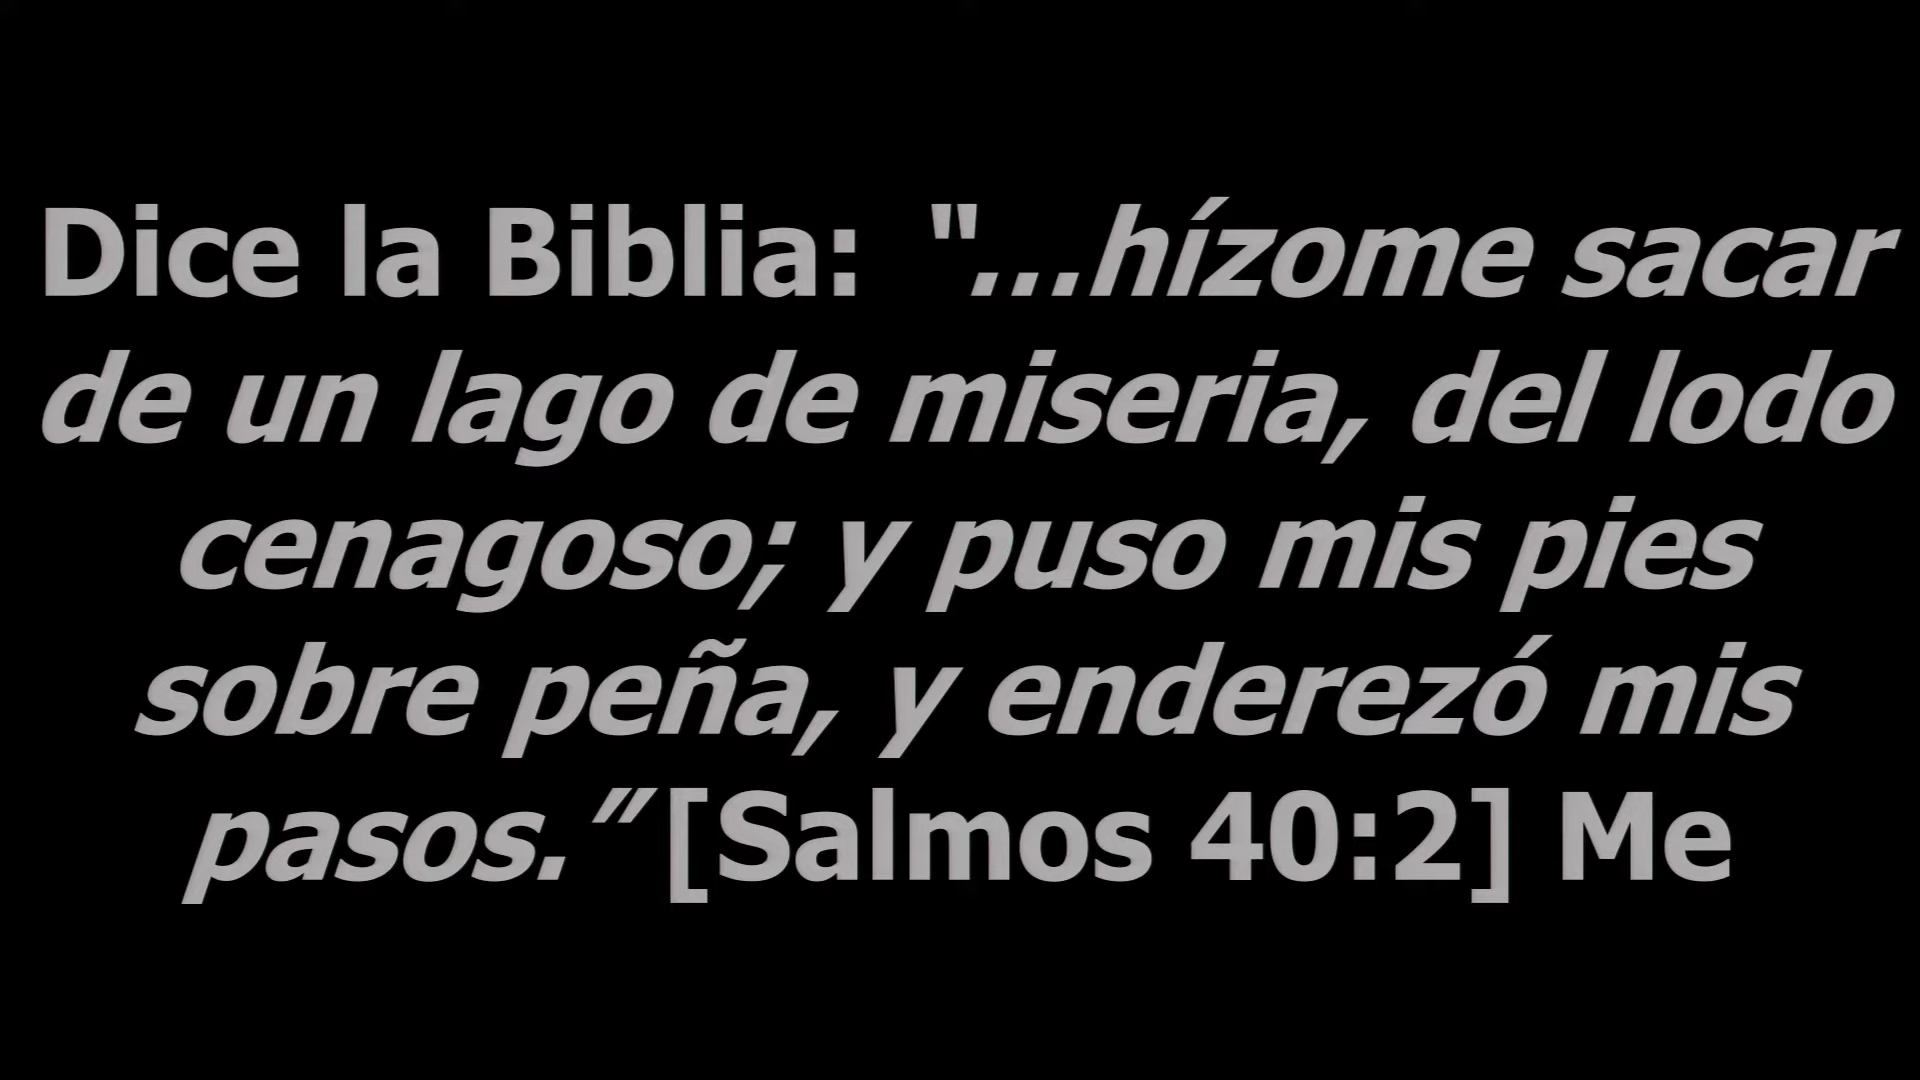 Dice la Biblia: "...hízome sacar
de un lago de miseria, del lodo
cenagoso; y puso mis pies
sobre peña, y enderezó mis
pasos.” [Salmos 40:2] Me